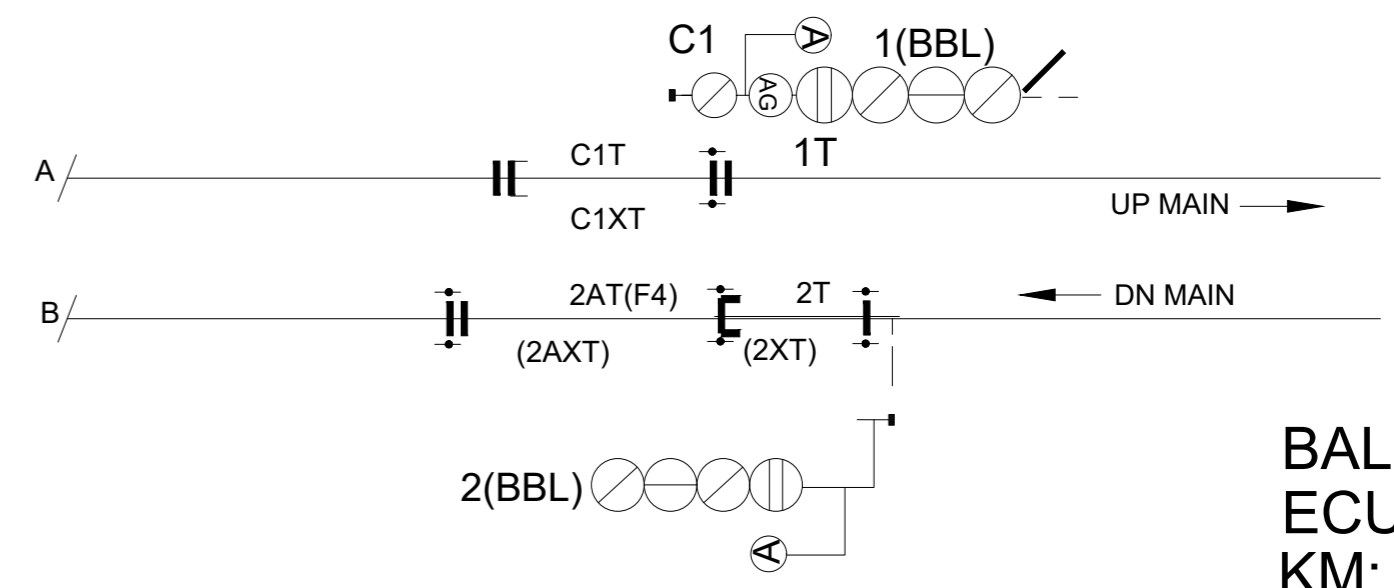 C1 A 1(BBL)
AG
C1T 1T
A
C1XT UP MAIN
2AT(F4) 2T DN MAIN
B
(2AXT) (2XT)
BAL
2(BBL)
ECU
A
KM: